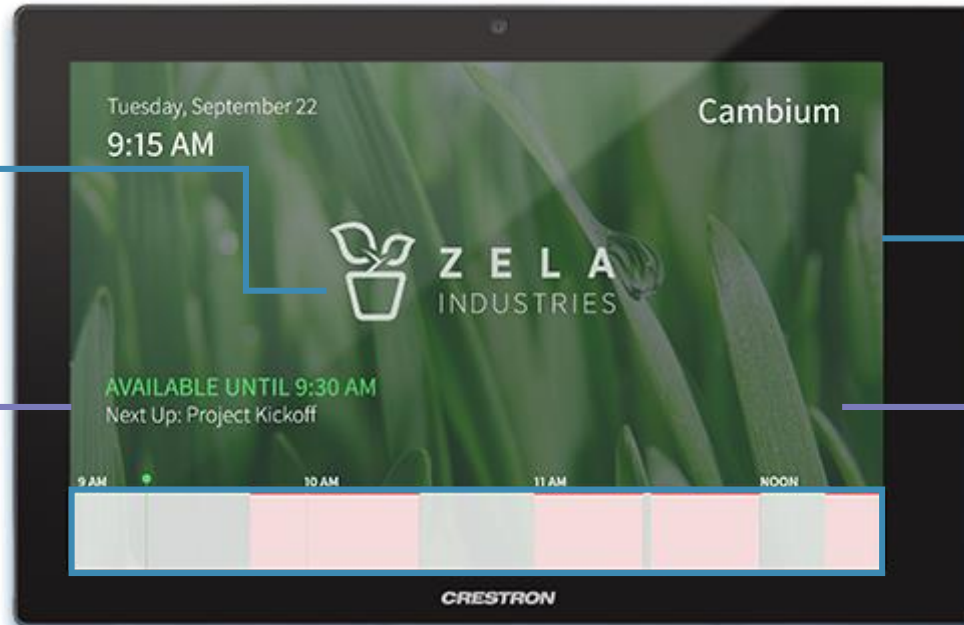 Tuesday, September 22
9:15 AM
Cambium
ZELA
INDUSTRIES
AVAILABLE UNTIL 9:30 AM
Next Up: Project Kickoff
9 AM
10 AM
11 AM
NOON
CRESTRON